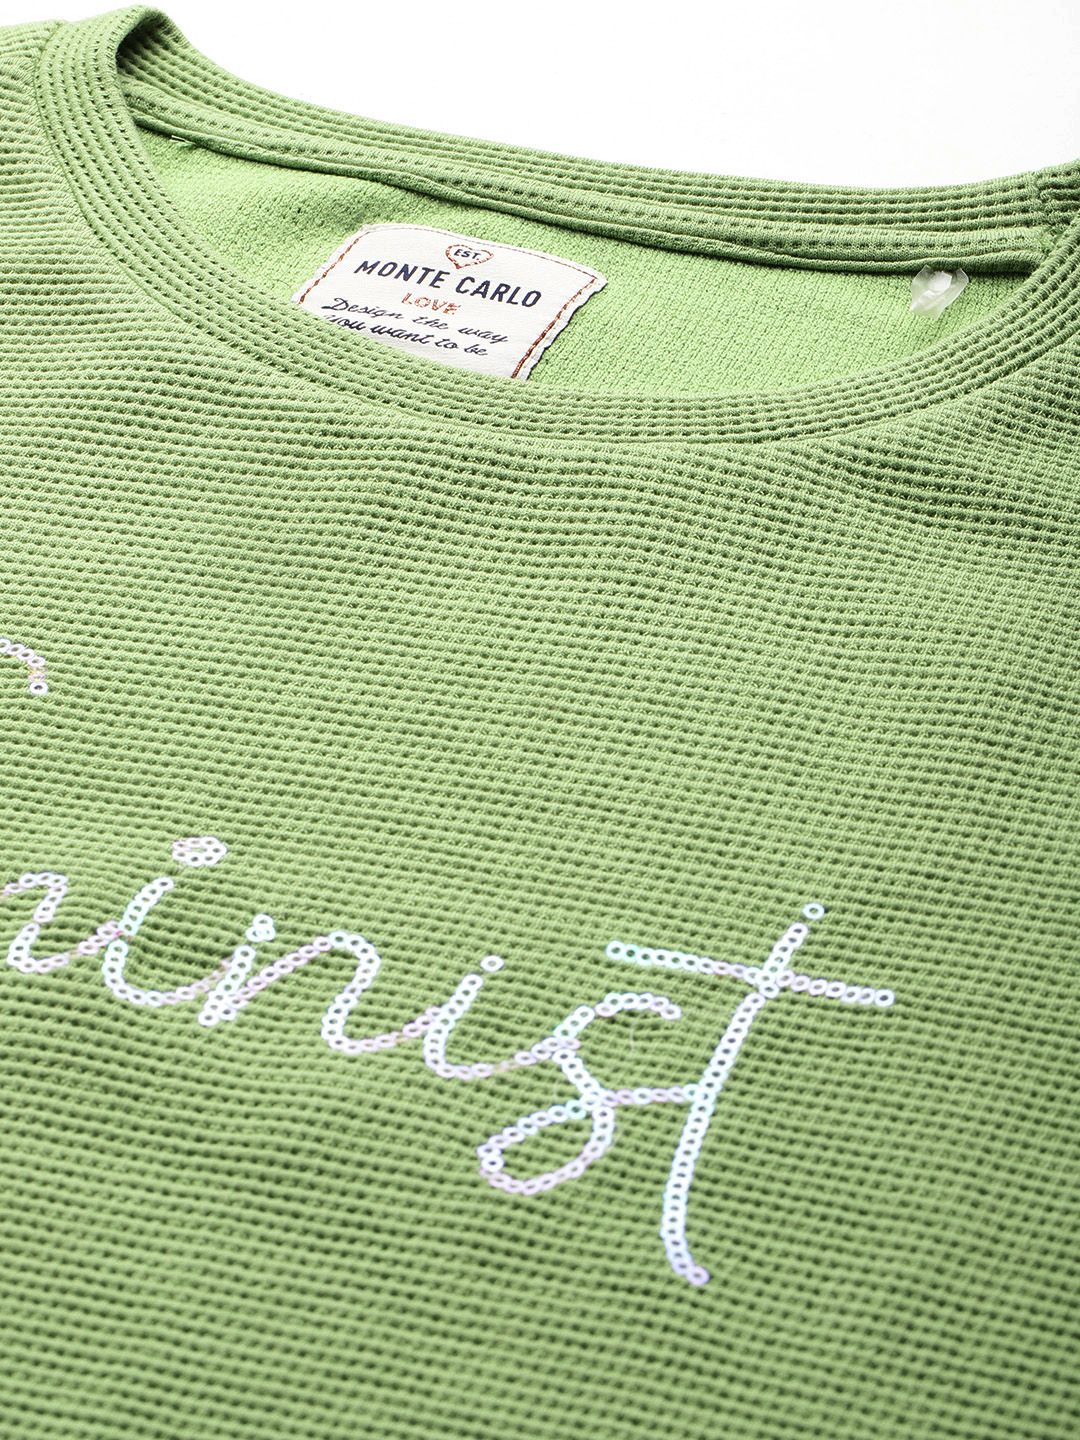 EST.
MONTE CARLO
LOVE
Design the way
you want to be
inist